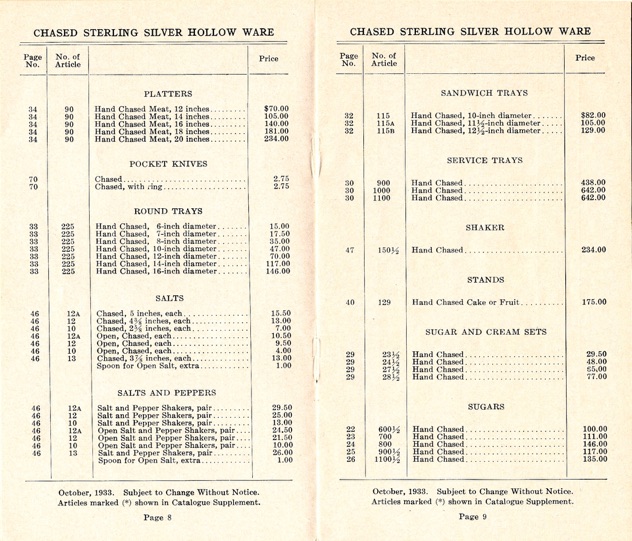 CHASED STERLING SILVER HOLLOW WARE
Page No. No. of Article Price
PLATTERS
34 90 Hand Chased Meat, 12 inches......... $70.00
34 90 Hand Chased Meat, 14 inches......... 105.00
34 90 Hand Chased Meat, 16 inches......... 140.00
34 90 Hand Chased Meat, 18 inches......... 181.00
34 90 Hand Chased Meat, 20 inches......... 234.00
POCKET KNIVES
70 Chased............................... 2.75
70 Chased, with ring.................... 2.75
ROUND TRAYS
33 225 Hand Chased, 6-inch diameter....... 15.00
33 225 Hand Chased, 7-inch diameter....... 17.50
33 225 Hand Chased, 8-inch diameter....... 35.00
33 225 Hand Chased, 10-inch diameter....... 47.00
33 225 Hand Chased, 12-inch diameter....... 70.00
33 225 Hand Chased, 14-inch diameter....... 117.00
33 225 Hand Chased, 16-inch diameter....... 146.00
SALTS
46 12A Chased, 5 inches, each............. 15.50
46 12 Chased, 4¾ inches, each............ 13.00
46 10 Chased, 2⅝ inches, each............ 7.00
46 12A Open, Chased, each................. 10.50
46 12 Open, Chased, each................. 9.50
46 10 Open, Chased, each................. 4.00
46 13 Chased, 3⅞ inches, each............ 13.00
Spoon for Open Salt, extra........... 1.00
SALTS AND PEPPERS
46 12A Salt and Pepper Shakers, pair......... 29.50
46 12 Salt and Pepper Shakers, pair......... 25.00
46 10 Salt and Pepper Shakers, pair......... 13.00
46 12A Open Salt and Pepper Shakers, pair.... 24.50
46 12 Open Salt and Pepper Shakers, pair.... 21.50
46 10 Open Salt and Pepper Shakers, pair.... 10.00
46 13 Salt and Pepper Shakers, pair......... 26.00
Spoon for Open Salt, extra........... 1.00
October, 1933. Subject to Change Without Notice.
Articles marked (*) shown in Catalogue Supplement.
Page 8
CHASED STERLING SILVER HOLLOW WARE
Page No. No. of Article Price
SANDWICH TRAYS
32 115 Hand Chased, 10-inch diameter....... $82.00
32 115A Hand Chased, 11½-inch diameter...... 105.00
32 115B Hand Chased, 12½-inch diameter...... 129.00
SERVICE TRAYS
30 900 Hand Chased......................... 438.00
30 1000 Hand Chased......................... 642.00
30 1100 Hand Chased......................... 642.00
SHAKER
47 150½ Hand Chased......................... 234.00
STANDS
40 129 Hand Chased Cake or Fruit.......... 175.00
SUGAR AND CREAM SETS
29 23½ Hand Chased......................... 29.50
29 24½ Hand Chased......................... 48.00
29 27½ Hand Chased......................... 65.00
29 28½ Hand Chased......................... 77.00
SUGARS
22 600½ Hand Chased......................... 100.00
23 700 Hand Chased......................... 111.00
24 800 Hand Chased......................... 146.00
25 900½ Hand Chased......................... 117.00
26 1100½ Hand Chased......................... 135.00
October, 1933. Subject to Change Without Notice.
Articles marked (*) shown in Catalogue Supplement.
Page 9